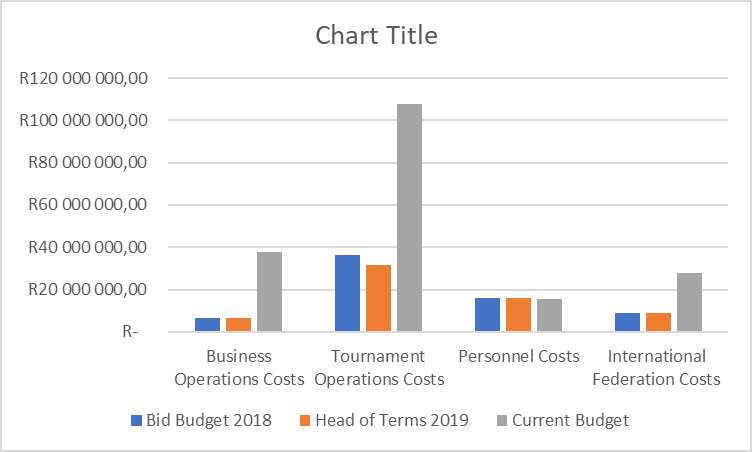 Chart Title
R120 000 000,00
R100 000 000,00
R80 000 000,00
R60 000 000,00
R40 000 000,00
R20 000 000,00
R-
Business Operations Costs
Tournament Operations Costs
Personnel Costs
International Federation Costs
Bid Budget 2018
Head of Terms 2019
Current Budget